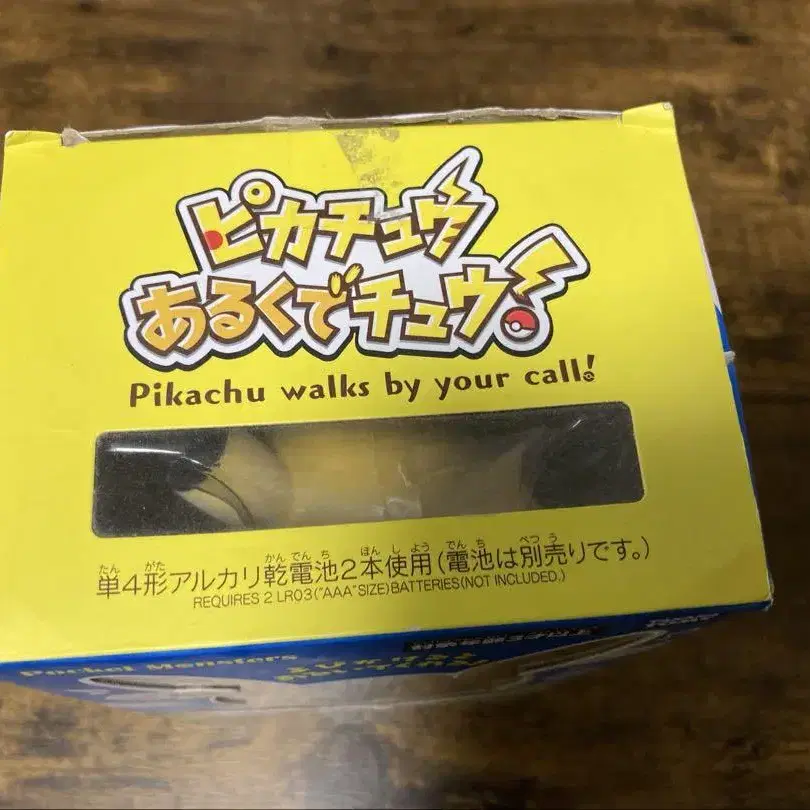 ピカチュウ
あるくでチュウ!
Pikachu walks by your call!
単4形アルカリ乾電池2本使用(電池は別売りです。)
REQUIRES 2 LR03("AAA"SIZE)BATTERIES(NOT INCLUDED.)
Pocket Monsters